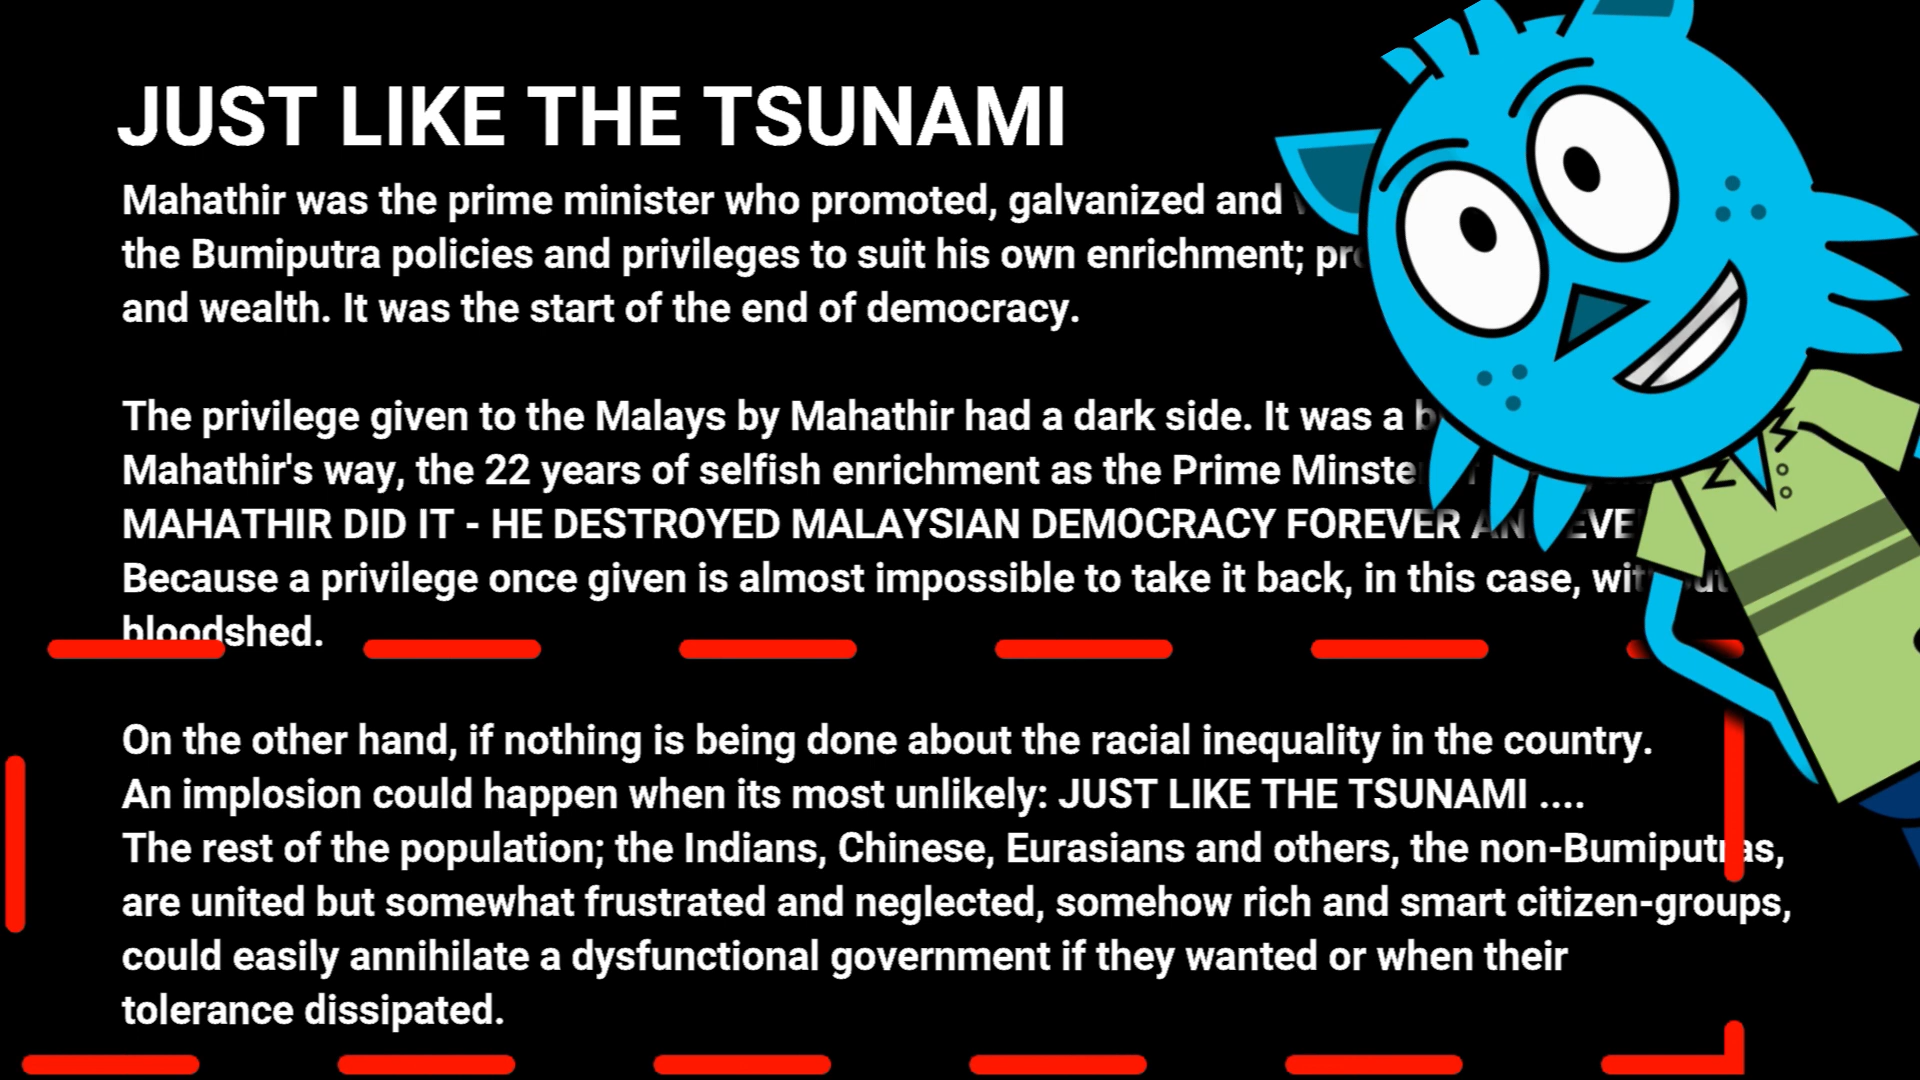 JUST LIKE THE TSUNAMI
Mahathir was the prime minister who promoted, galvanized and
the Bumiputra policies and privileges to suit his own enrichment;
and wealth. It was the start of the end of democracy.
The privilege given to the Malays by Mahathir had a dark side. It was a
Mahathir's way, the 22 years of selfish enrichment as the Prime
MAHATHIR DID IT - HE DESTROYED MALAYSIAN DEMOCRACY FOREVER
Because a privilege once given is almost impossible to take it back, in this case,
bloodshed.
On the other hand, if nothing is being done about the racial inequality in the country.
An implosion could happen when its most unlikely: JUST LIKE THE TSUNAMI ....
The rest of the population; the Indians, Chinese, Eurasians and others, the non-Bumiputras,
are united but somewhat frustrated and neglected, somehow rich and smart citizen-groups,
could easily annihilate a dysfunctional government if they wanted or when their
tolerance dissipated.